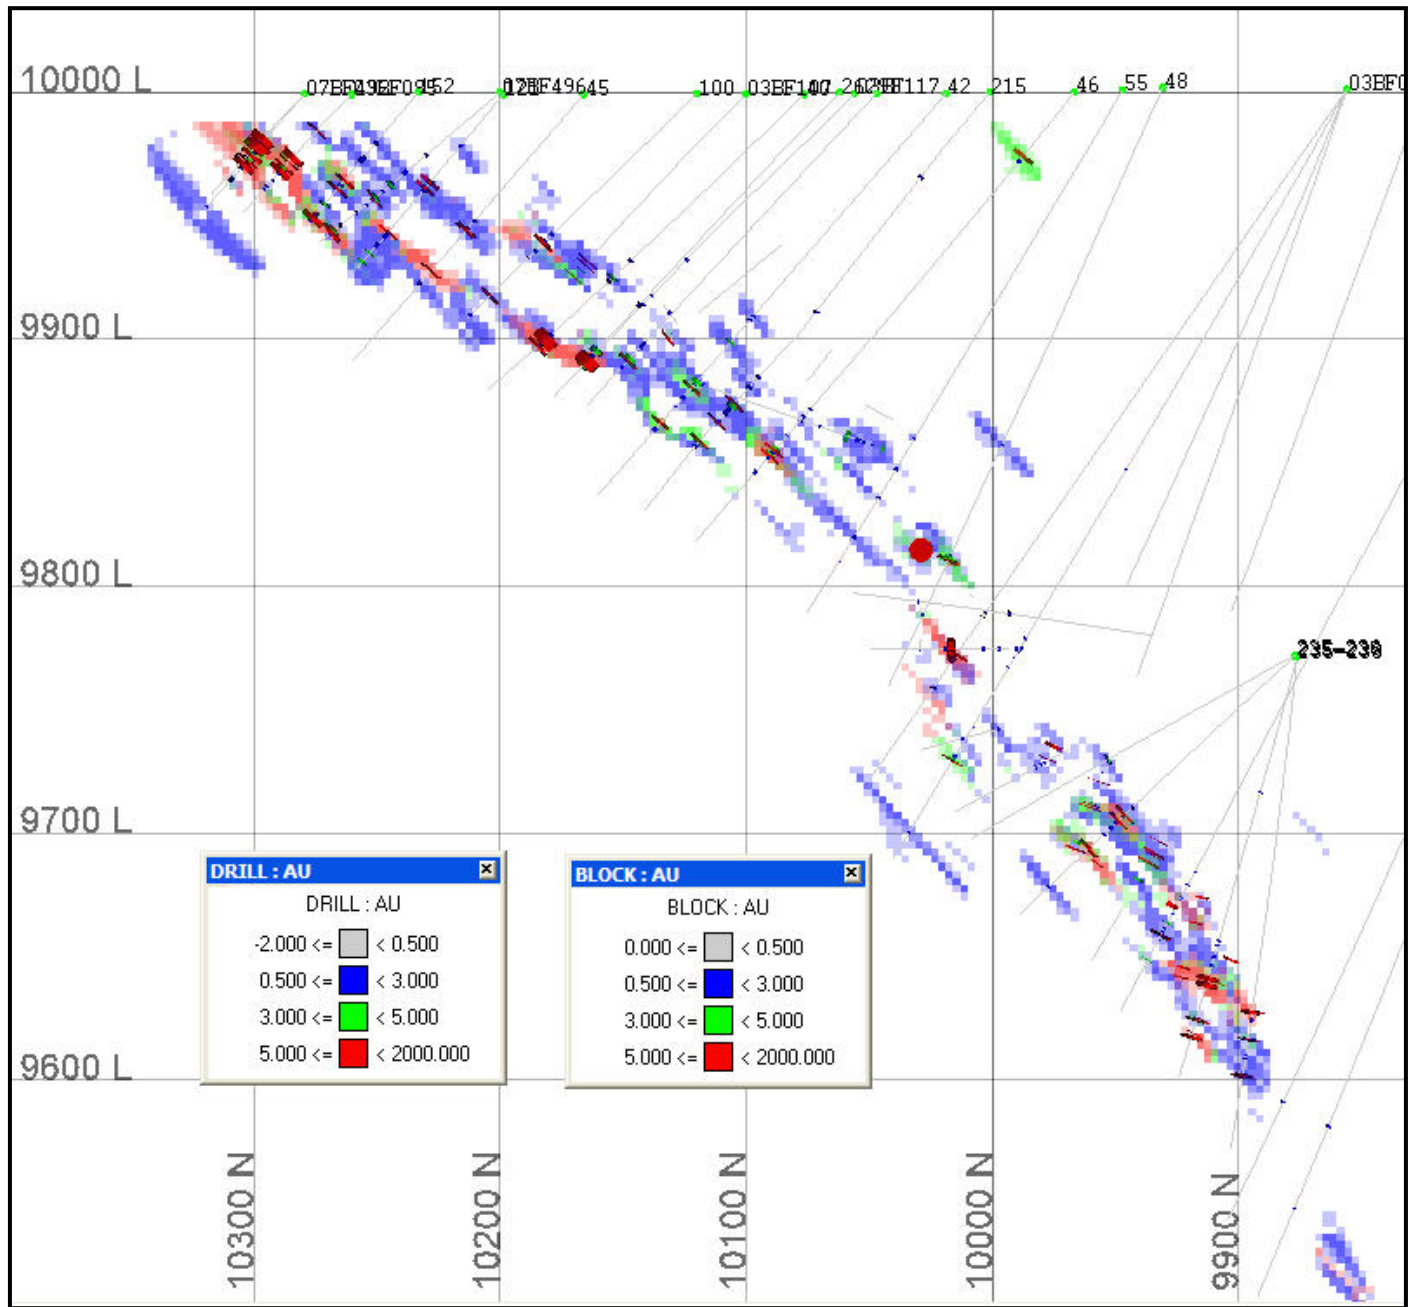 10000 L
152
45
100
42
215
46
55
48
9900 L
9800 L
235-238
9700 L
DRILL : AU
DRILL : AU
-2.000 <= < 0.500
0.500 <= < 3.000
3.000 <= < 5.000
5.000 <= < 2000.000
BLOCK : AU
BLOCK : AU
0.000 <= < 0.500
0.500 <= < 3.000
3.000 <= < 5.000
5.000 <= < 2000.000
9600 L
10300 N
10200 N
10100 N
10000 N
9900 N